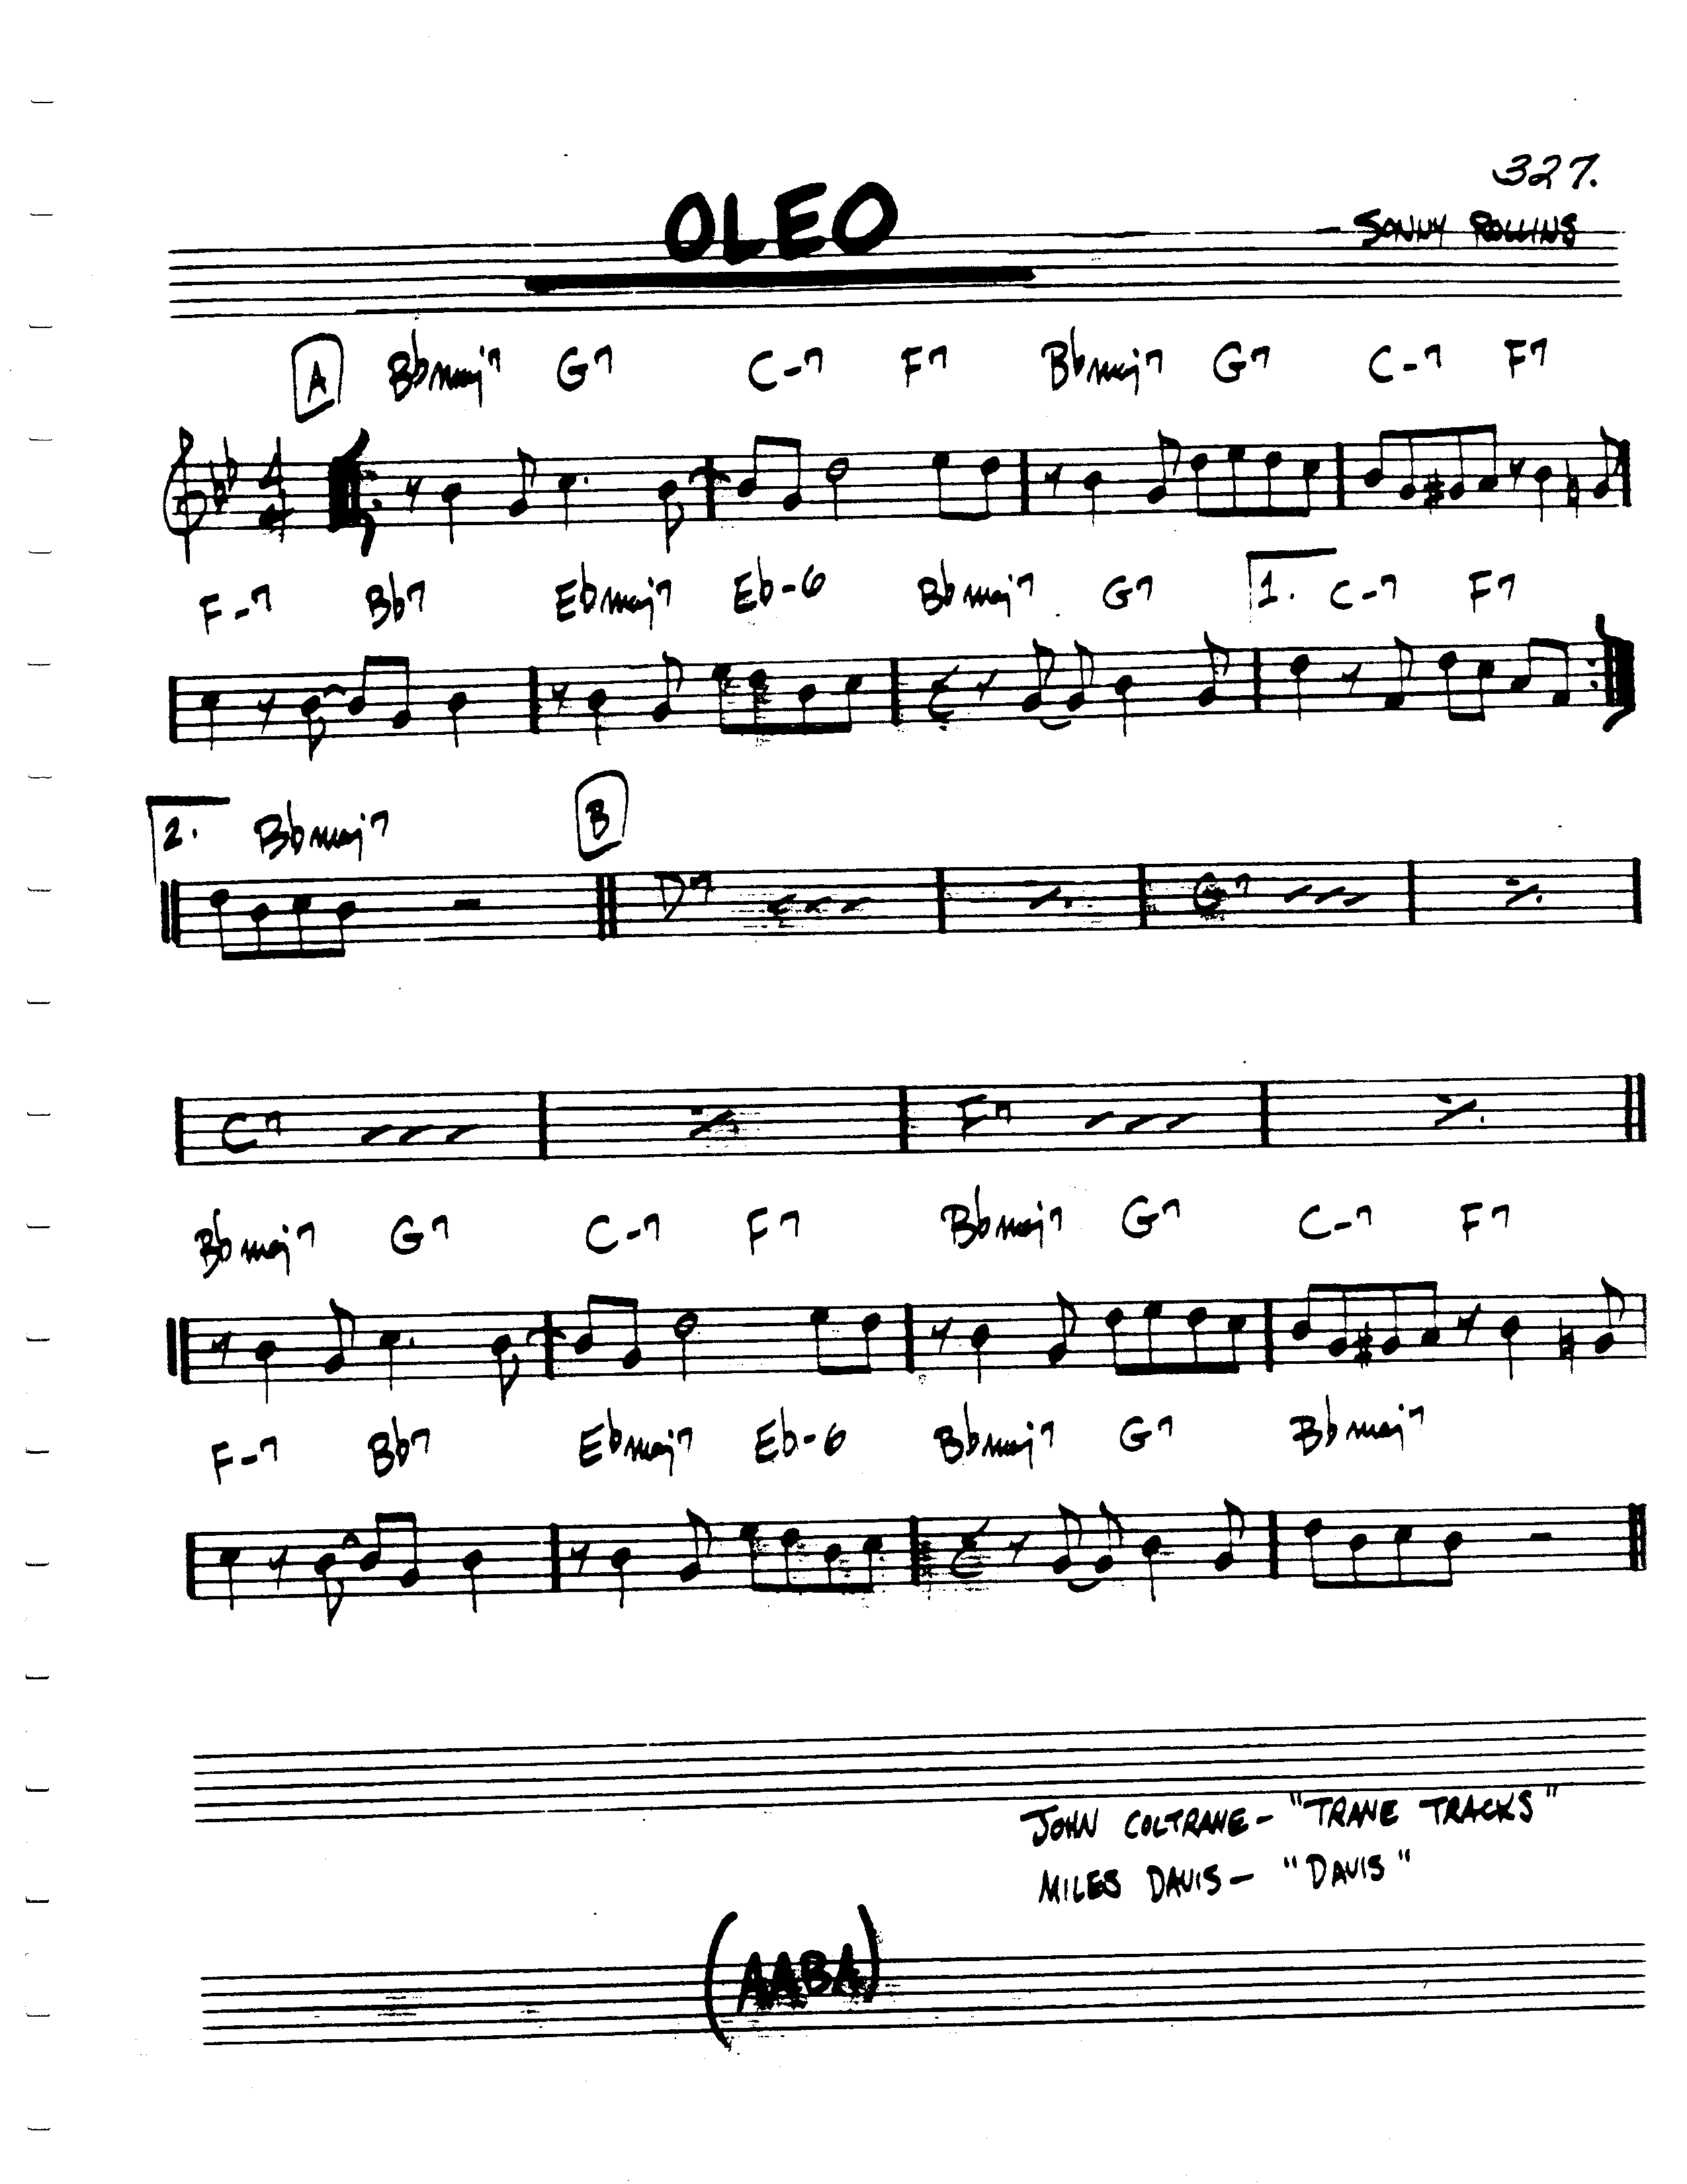 327.
OLEO
- SONNY ROLLINS
A Bbmaj7 G7 C-7 F7 Bbmaj7 G7 C-7 F7
4
4
F-7 Bb7 Ebmaj7 Eb-6 Bbmaj7 G7 1. C-7 F7
2. Bbmaj7 B
D7 G7
C7 F7
Bbmaj7 G7 C-7 F7 Bbmaj7 G7 C-7 F7
F-7 Bb7 Ebmaj7 Eb-6 Bbmaj7 G7 Bbmaj7
JOHN COLTRANE - "TRANE TRACKS"
MILES DAVIS - "DAVIS"
(AABA)